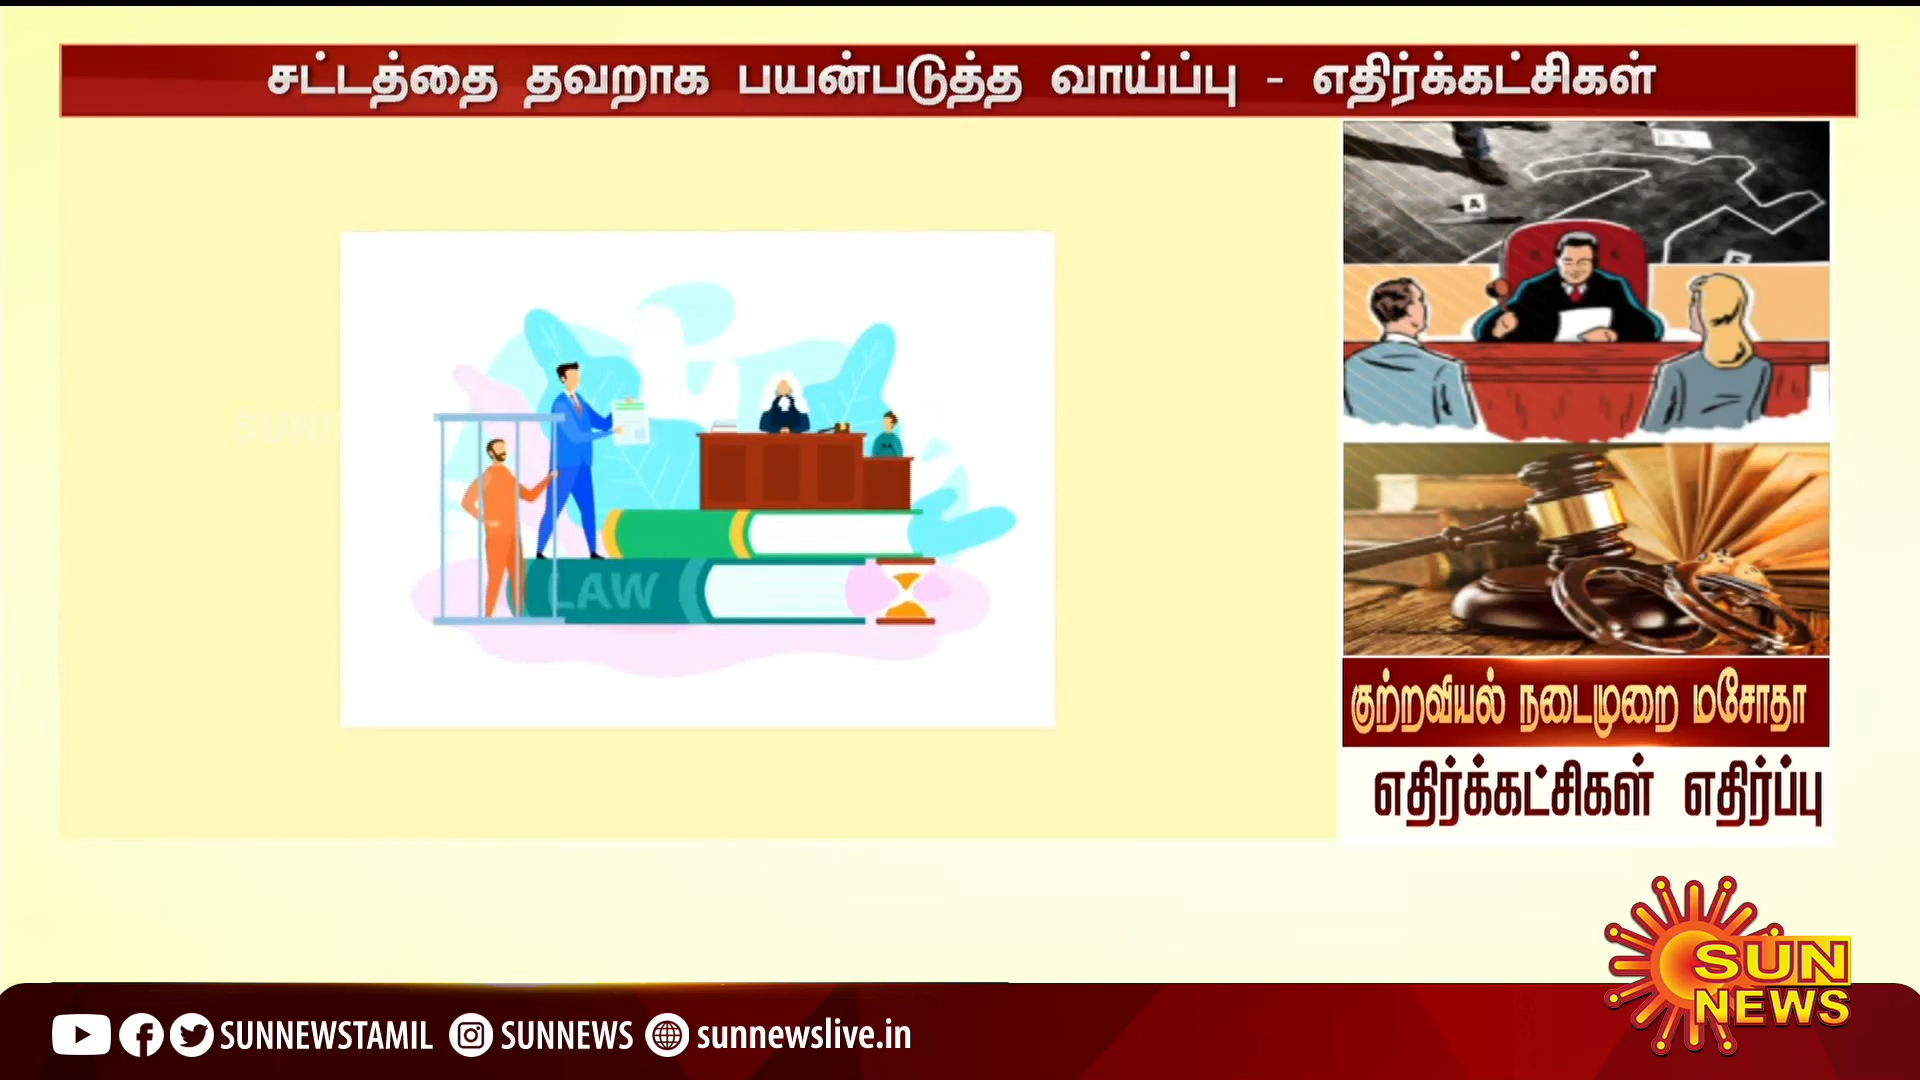 சட்டத்தை தவறாக பயன்படுத்த வாய்ப்பு - எதிர்க்கட்சிகள்
A
LAW
குற்றவியல் நடைமுறை மசோதா
எதிர்க்கட்சிகள் எதிர்ப்பு
SUN
NEWS
SUNNEWSTAMIL SUNNEWS sunnewslive.in